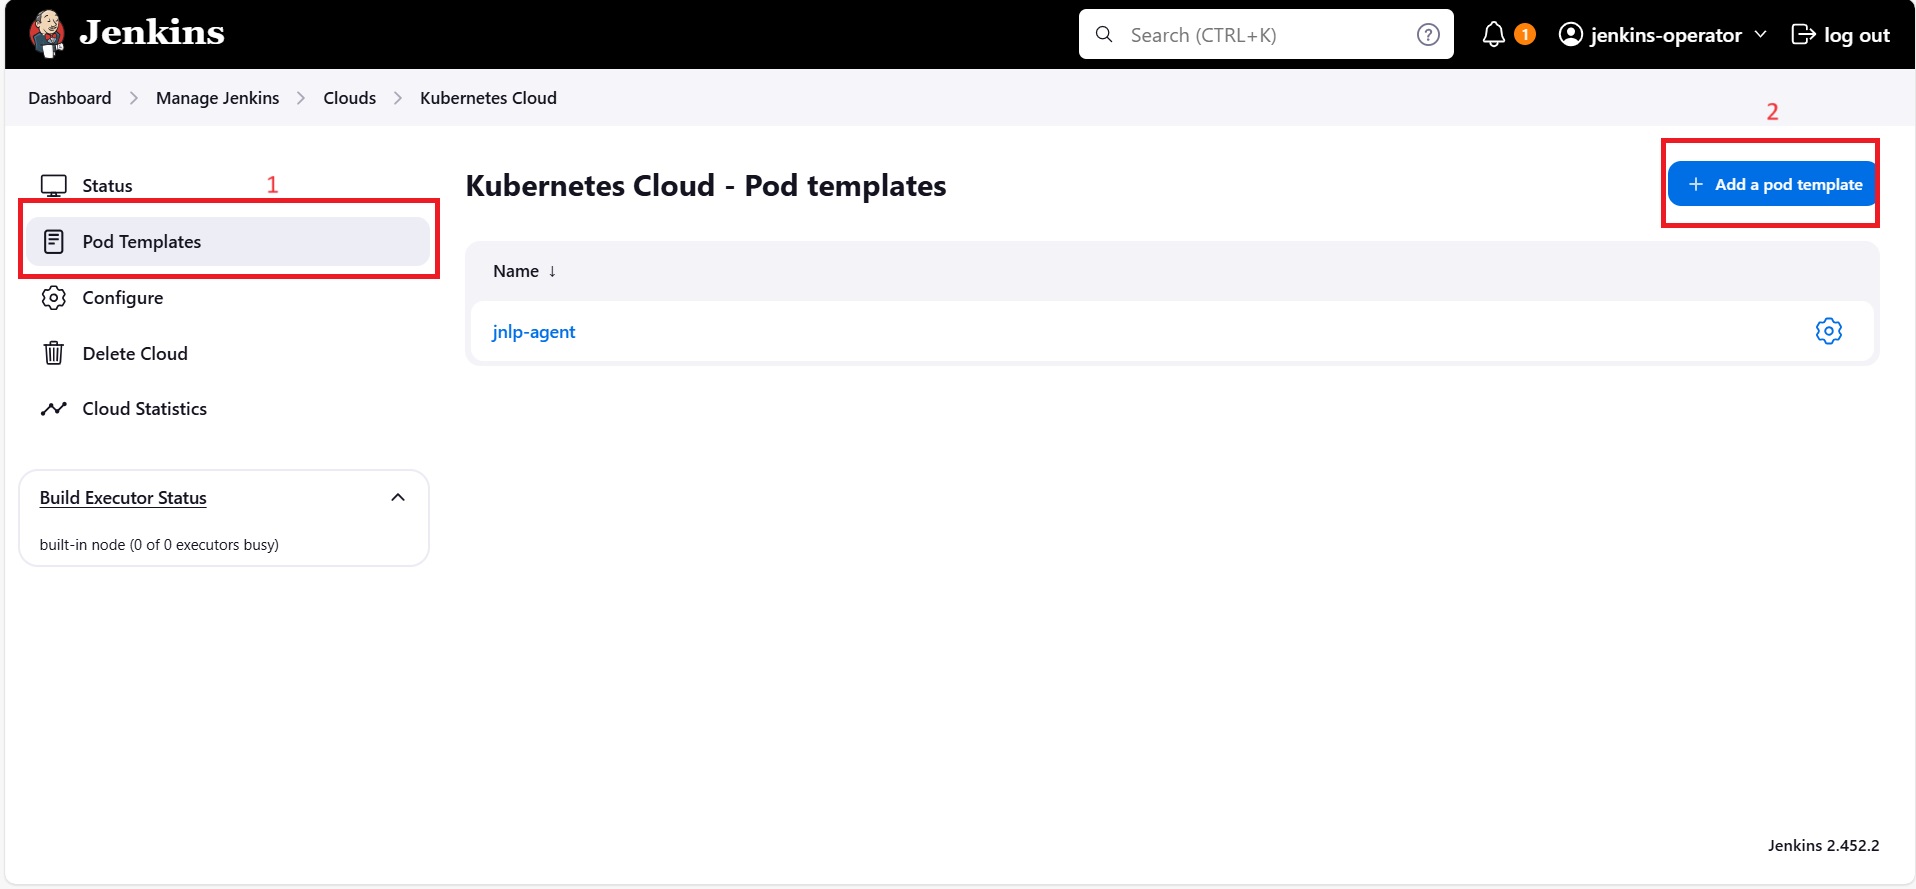 Jenkins
Search (CTRL+K)
?
1
jenkins-operator
log out
Dashboard
Manage Jenkins
Clouds
Kubernetes Cloud
2
Status
1
Kubernetes Cloud - Pod templates
+ Add a pod template
Pod Templates
Name ↓
Configure
jnlp-agent
Delete Cloud
Cloud Statistics
Build Executor Status
built-in node (0 of 0 executors busy)
Jenkins 2.452.2